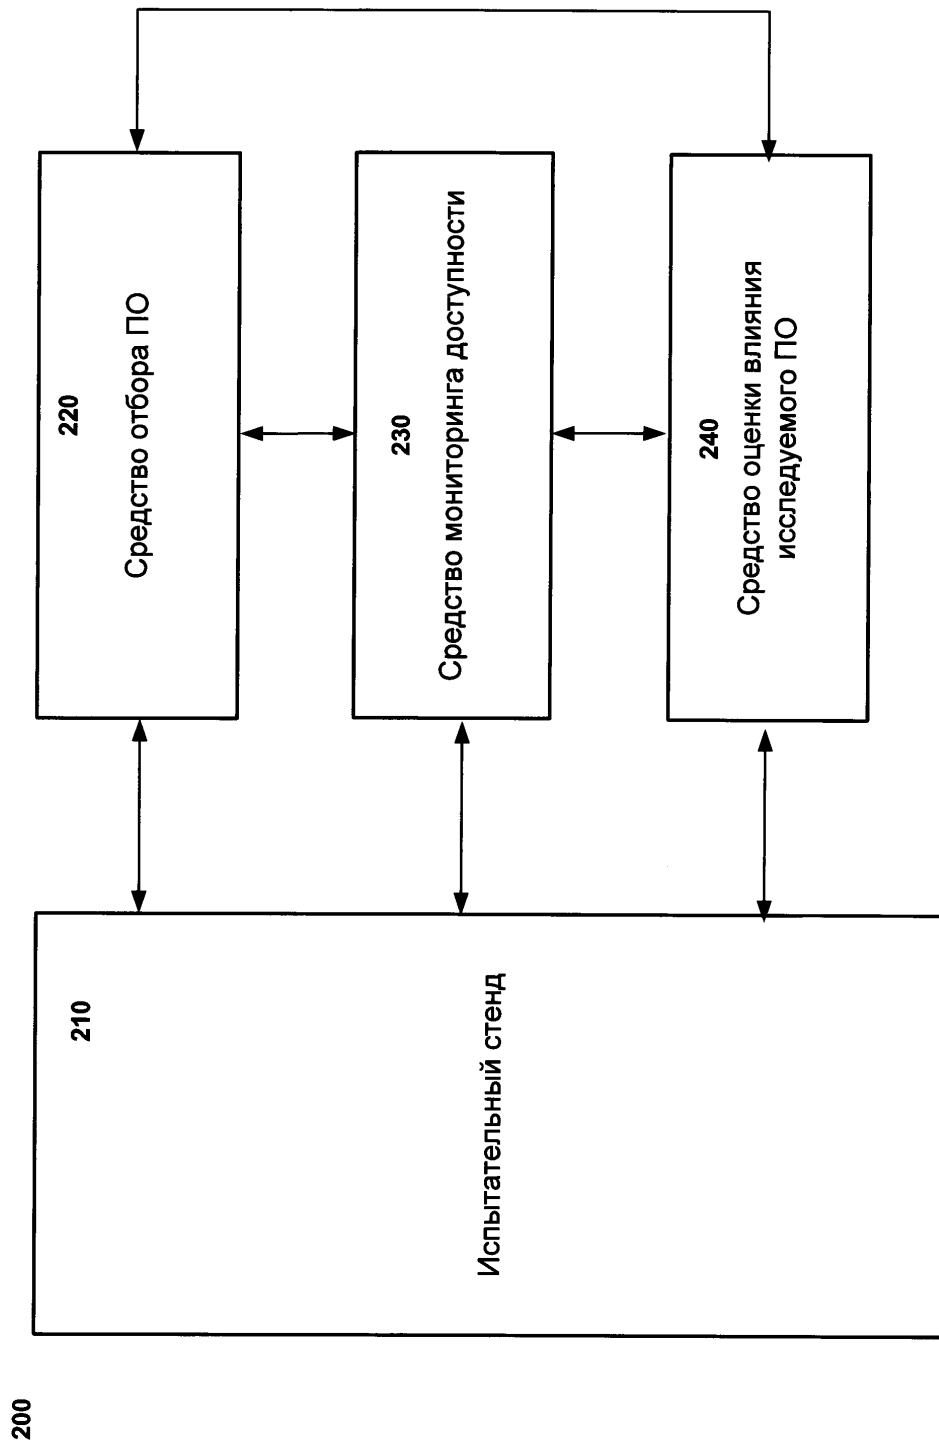 200
210
Испытательный стенд
220
Средство отбора ПО
230
Средство мониторинга доступности
240
Средство оценки влияния
исследуемого ПО